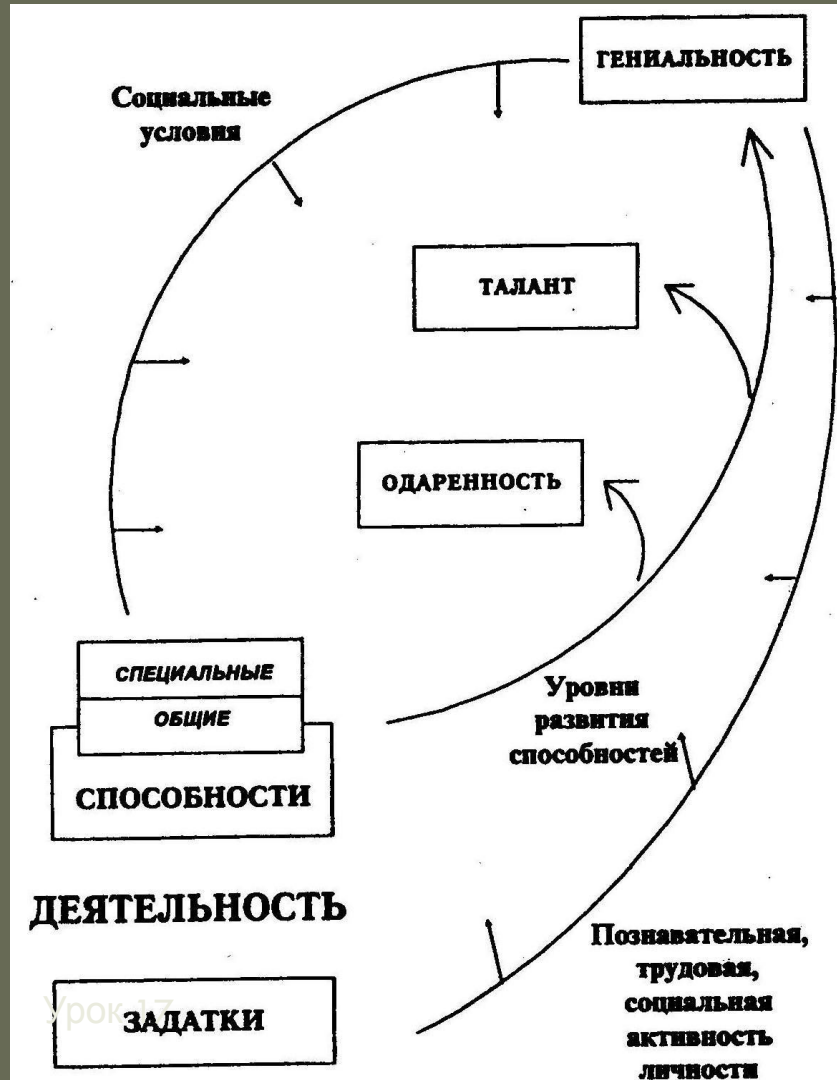 ГЕНИАЛЬНОСТЬ
Социальные
условия
ТАЛАНТ
ОДАРЕННОСТЬ
СПЕЦИАЛЬНЫЕ
ОБЩИЕ
СПОСОБНОСТИ
Уровни
развития
способностей
ДЕЯТЕЛЬНОСТЬ
Познавательная,
трудовая,
социальная
активность
личности
Урок 17
ЗАДАТКИ